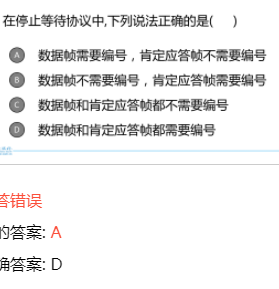 在停止等待协议中,下列说法正确的是(　　)
A 数据帧需要编号，肯定应答帧不需要编号
B 数据帧不需要编号，肯定应答帧需要编号
C 数据帧和肯定应答帧都不需要编号
D 数据帧和肯定应答帧都需要编号
答错误
的答案: A
确答案: D